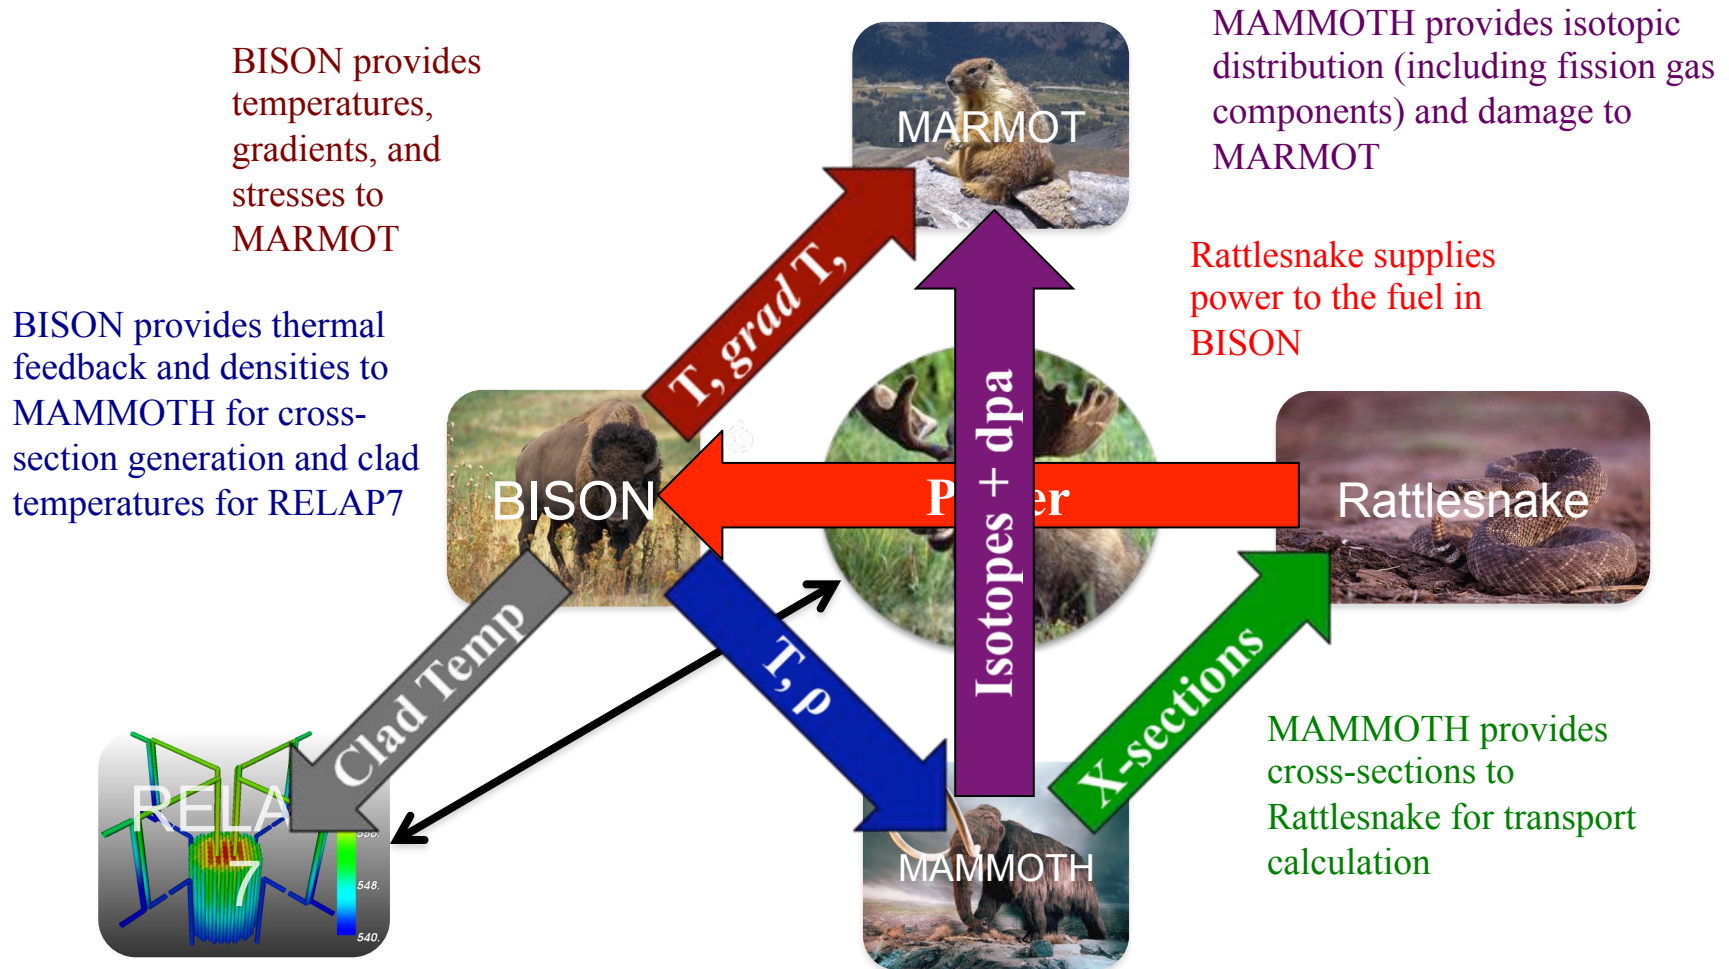 BISON provides
temperatures,
gradients, and
stresses to
MARMOT
MARMOT
MAMMOTH provides isotopic
distribution (including fission gas
components) and damage to
MARMOT
Rattlesnake supplies
power to the fuel in
BISON
BISON provides thermal
feedback and densities to
MAMMOTH for cross-
section generation and clad
temperatures for RELAP7
T, grad T,
BISON
Isotopes + dpa
Rattlesnake
Clad Temp
T, ρ
X-sections
MAMMOTH provides
cross-sections to
Rattlesnake for transport
calculation
RELA
7
548.
540.
MAMMOTH